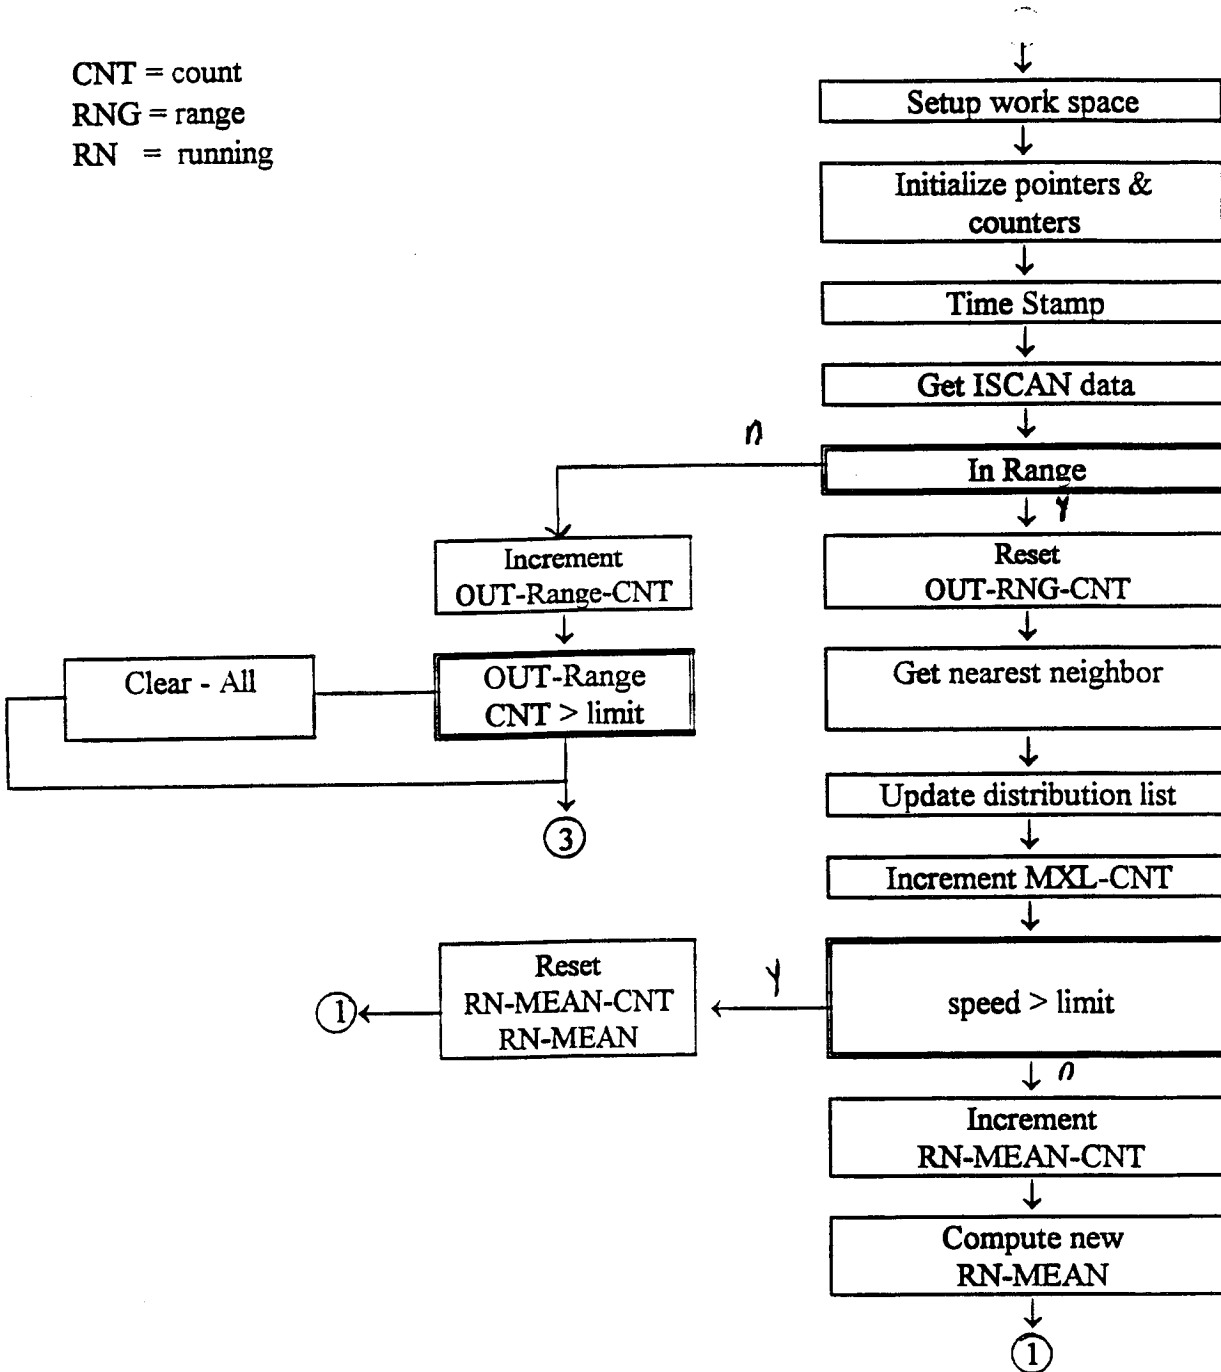 CNT = count
RNG = range
RN = running
Setup work space
Initialize pointers &
counters
Time Stamp
Get ISCAN data
n
In Range
Y
Increment
OUT-Range-CNT
Reset
OUT-RNG-CNT
Clear - All
OUT-Range
CNT > limit
Get nearest neighbor
3
Update distribution list
Increment MXL-CNT
Reset
RN-MEAN-CNT
RN-MEAN
1
Y
speed > limit
n
Increment
RN-MEAN-CNT
Compute new
RN-MEAN
1